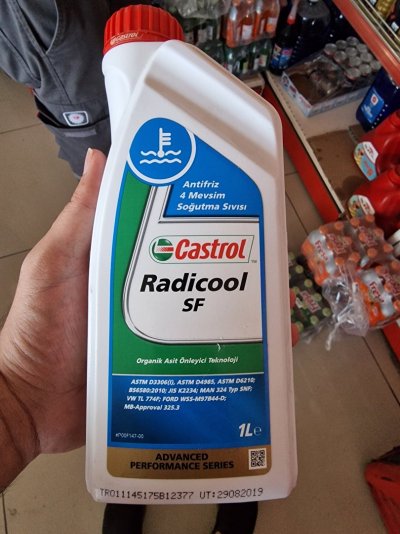 Castrol
Antifriz
4 Mevsim
Soğutma Sıvısı
Castrol
Radicool
SF
Organik Asit Önleyici Teknoloji
ASTM D3306(I), ASTM D4985, ASTM D6210;
BS6580:2010; JIS K2234; MAN 324 Typ SNF;
VW TL 774F; FORD WSS-M97B44-D;
MB-Approval 325.3
1L℮
ADVANCED
PERFORMANCE SERIES
TR01114517SB12377 UT:29082019